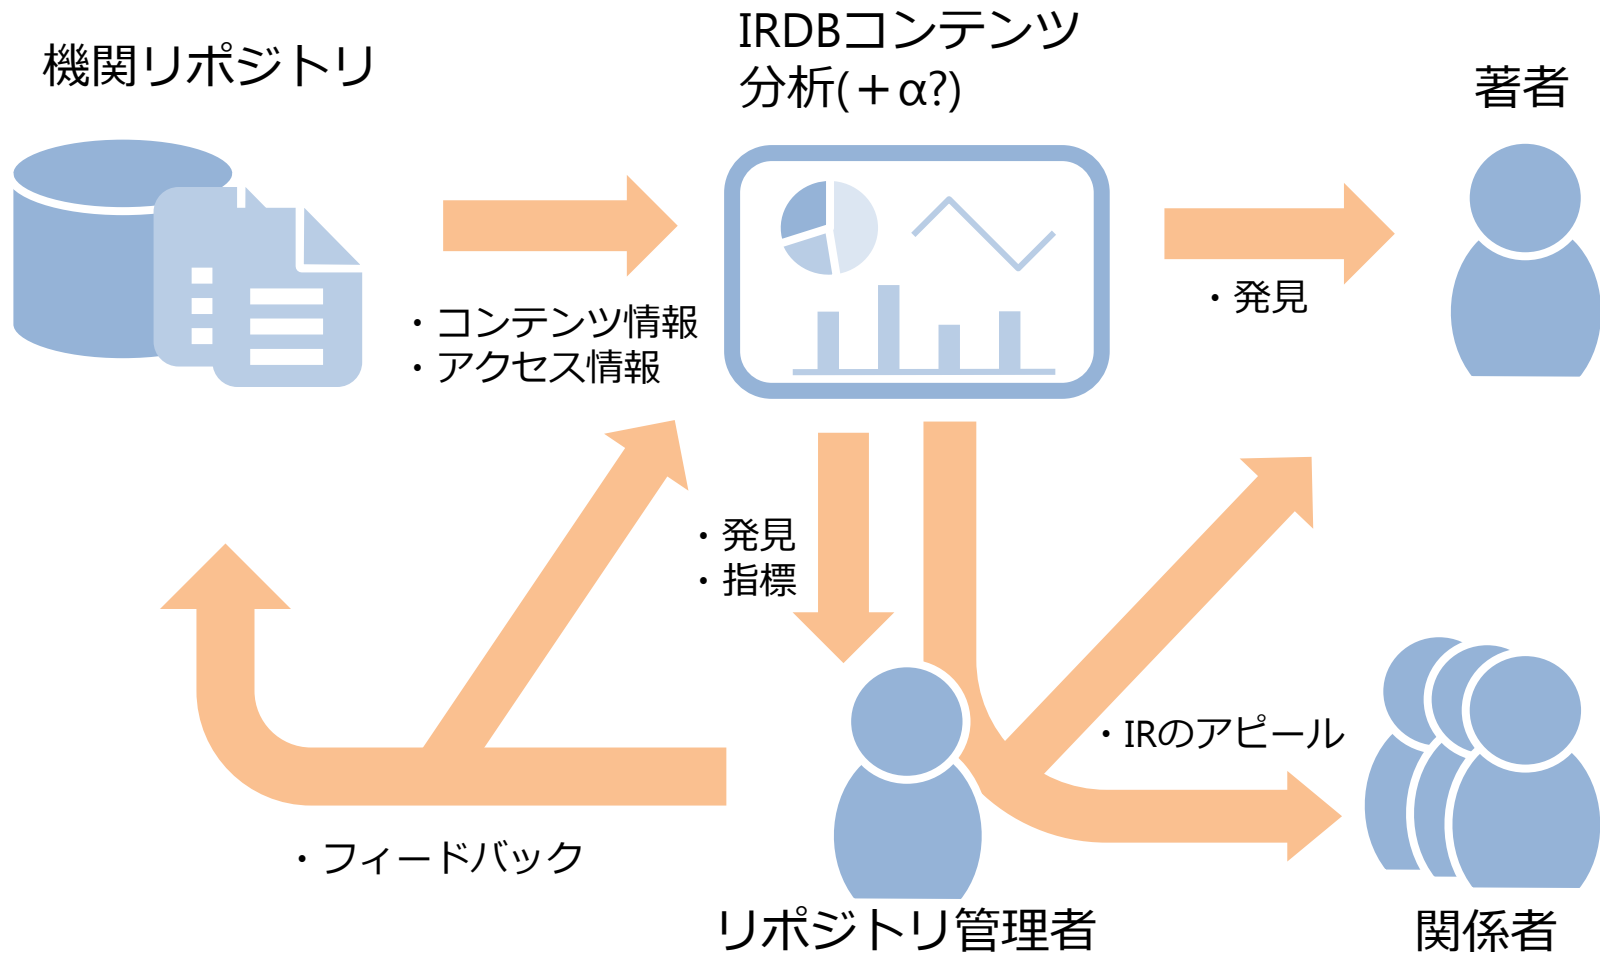 機関リポジトリ
IRDBコンテンツ
分析(＋α?)
著者
・コンテンツ情報
・アクセス情報
・発見
・発見
・指標
・IRのアピール
・フィードバック
リポジトリ管理者
関係者